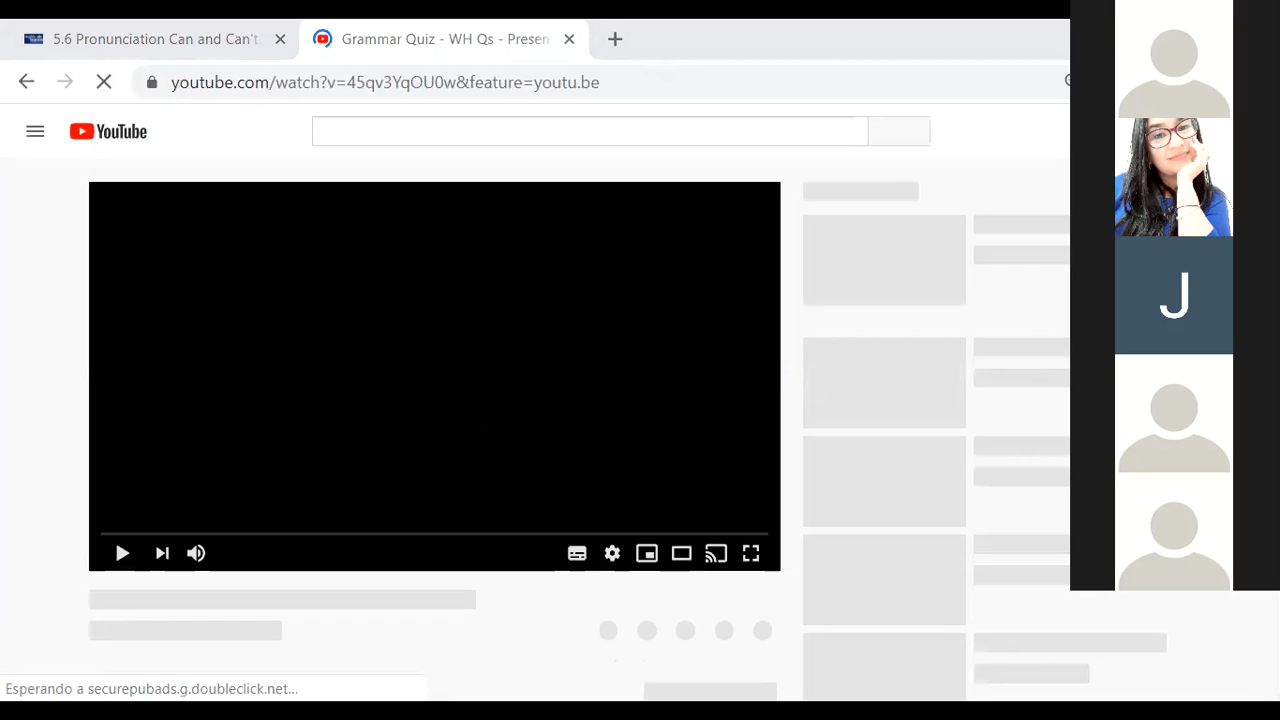 5.6 Pronunciation Can and Can't.
Grammar Quiz - WH Qs - Presen
youtube.com/watch?v=45qv3YqOU0w&feature=youtu.be
YouTube
J
Esperando a securepubads.g.doubleclick.net...